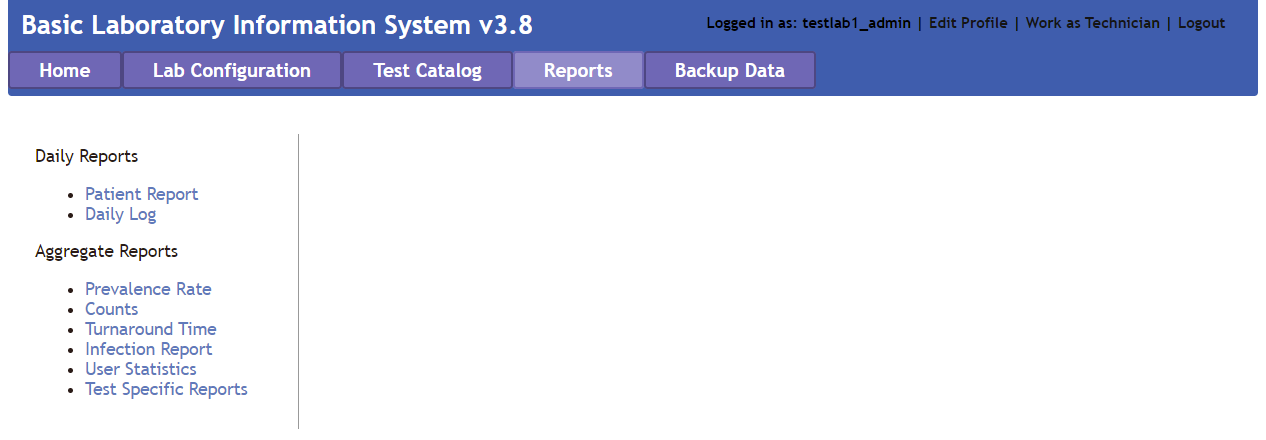 Basic Laboratory Information System v3.8
Logged in as: testlab1_admin | Edit Profile | Work as Technician | Logout
Home Lab Configuration Test Catalog Reports Backup Data
Daily Reports
• Patient Report
• Daily Log
Aggregate Reports
• Prevalence Rate
• Counts
• Turnaround Time
• Infection Report
• User Statistics
• Test Specific Reports